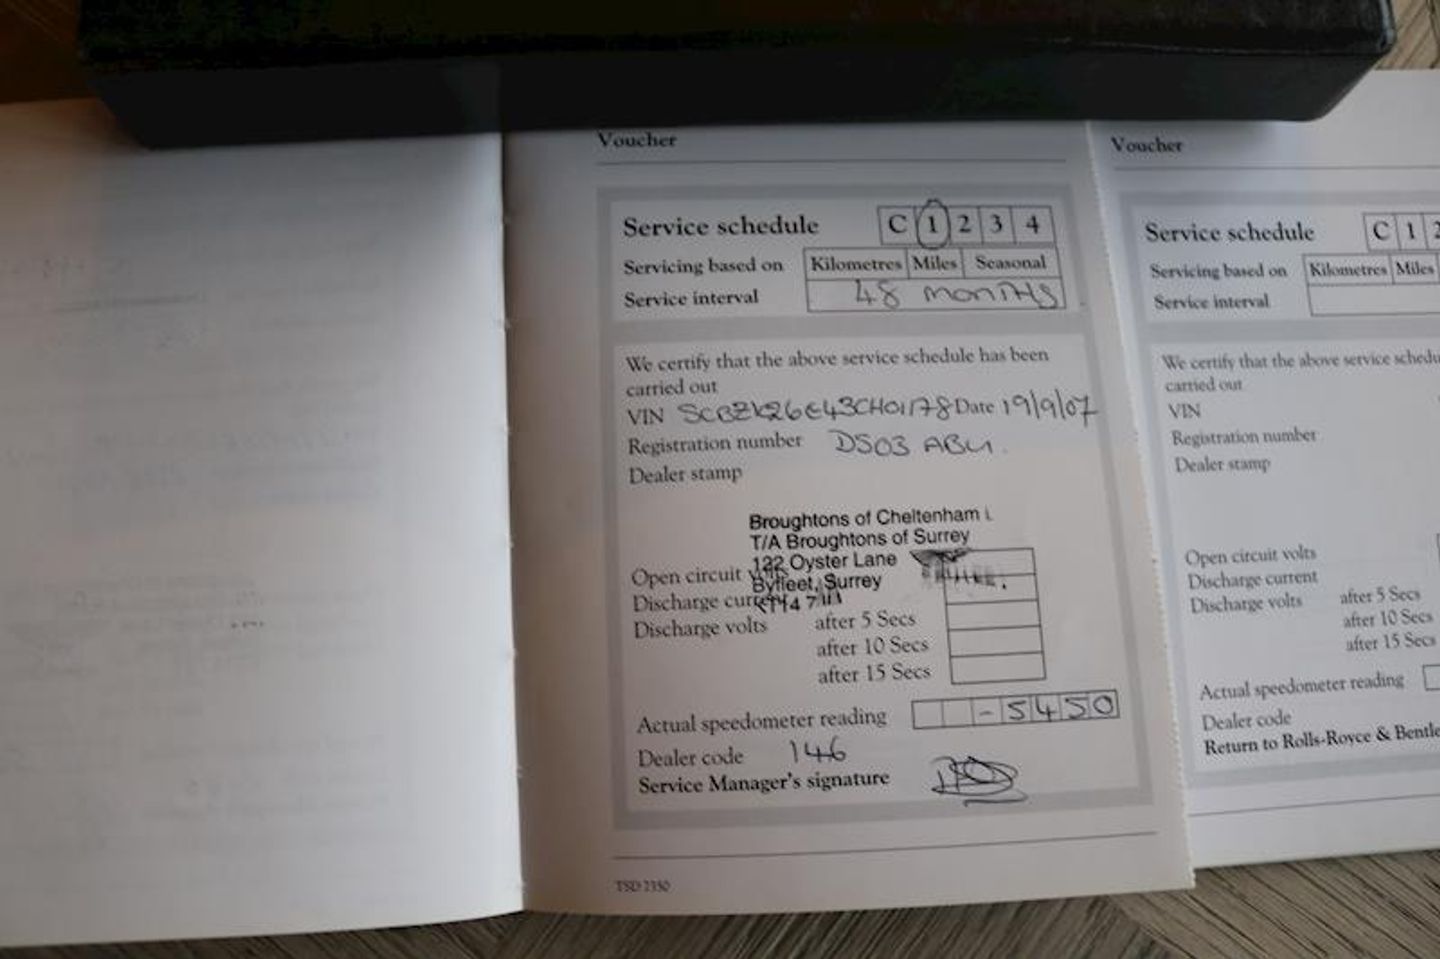 Voucher
Service schedule C 1 2 3 4
Servicing based on Kilometres Miles Seasonal
Service interval 48 MONTHS
We certify that the above service schedule has been
carried out
VIN SCBZK26E43CH01178 Date 19/9/07
Registration number DS03 ABU
Dealer stamp
Broughtons of Cheltenham L
T/A Broughtons of Surrey
122 Oyster Lane
Open circuit volts
Byfleet, Surrey
Discharge current
Discharge volts after 5 Secs
after 10 Secs
after 15 Secs
Actual speedometer reading - 5450
Dealer code 146
Service Manager's signature
TSD 2350
Voucher
Service schedule C 1 2
Servicing based on Kilometres Miles
Service interval
We certify that the above service schedu
carried out
VIN
Registration number
Dealer stamp
Open circuit volts
Discharge current
Discharge volts after 5 Secs
after 10 Secs
after 15 Secs
Actual speedometer reading
Dealer code
Return to Rolls-Royce & Bentle